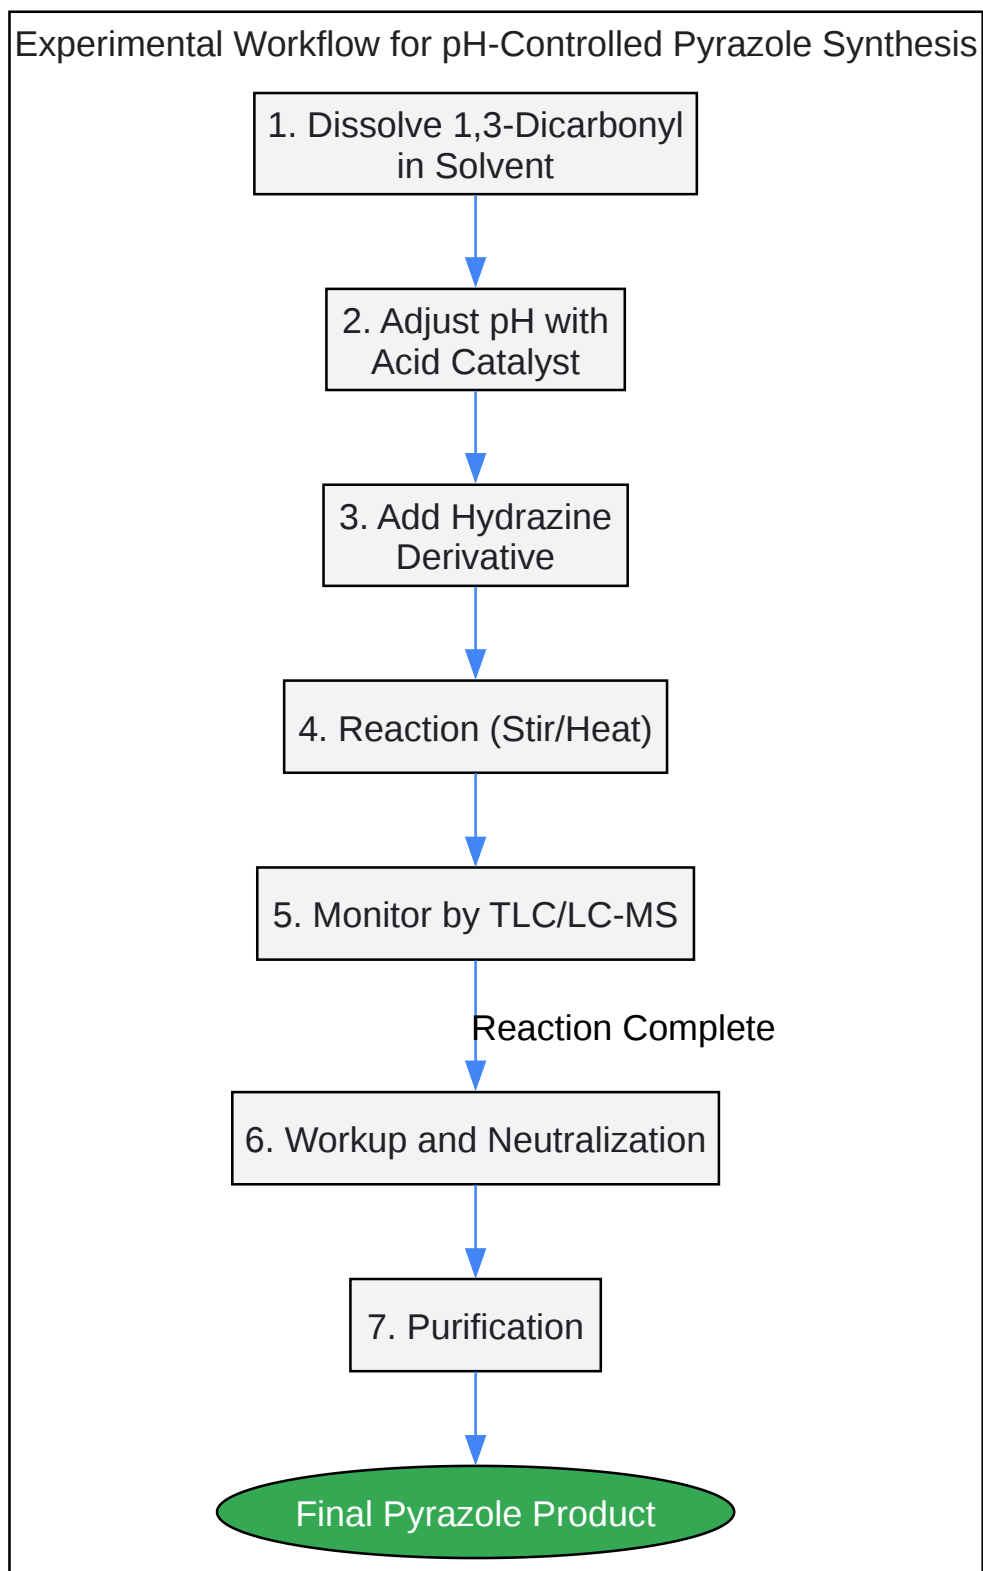 Experimental Workflow for pH-Controlled Pyrazole Synthesis
1. Dissolve 1,3-Dicarbonyl
in Solvent
2. Adjust pH with
Acid Catalyst
3. Add Hydrazine
Derivative
4. Reaction (Stir/Heat)
5. Monitor by TLC/LC-MS
Reaction Complete
6. Workup and Neutralization
7. Purification
Final Pyrazole Product